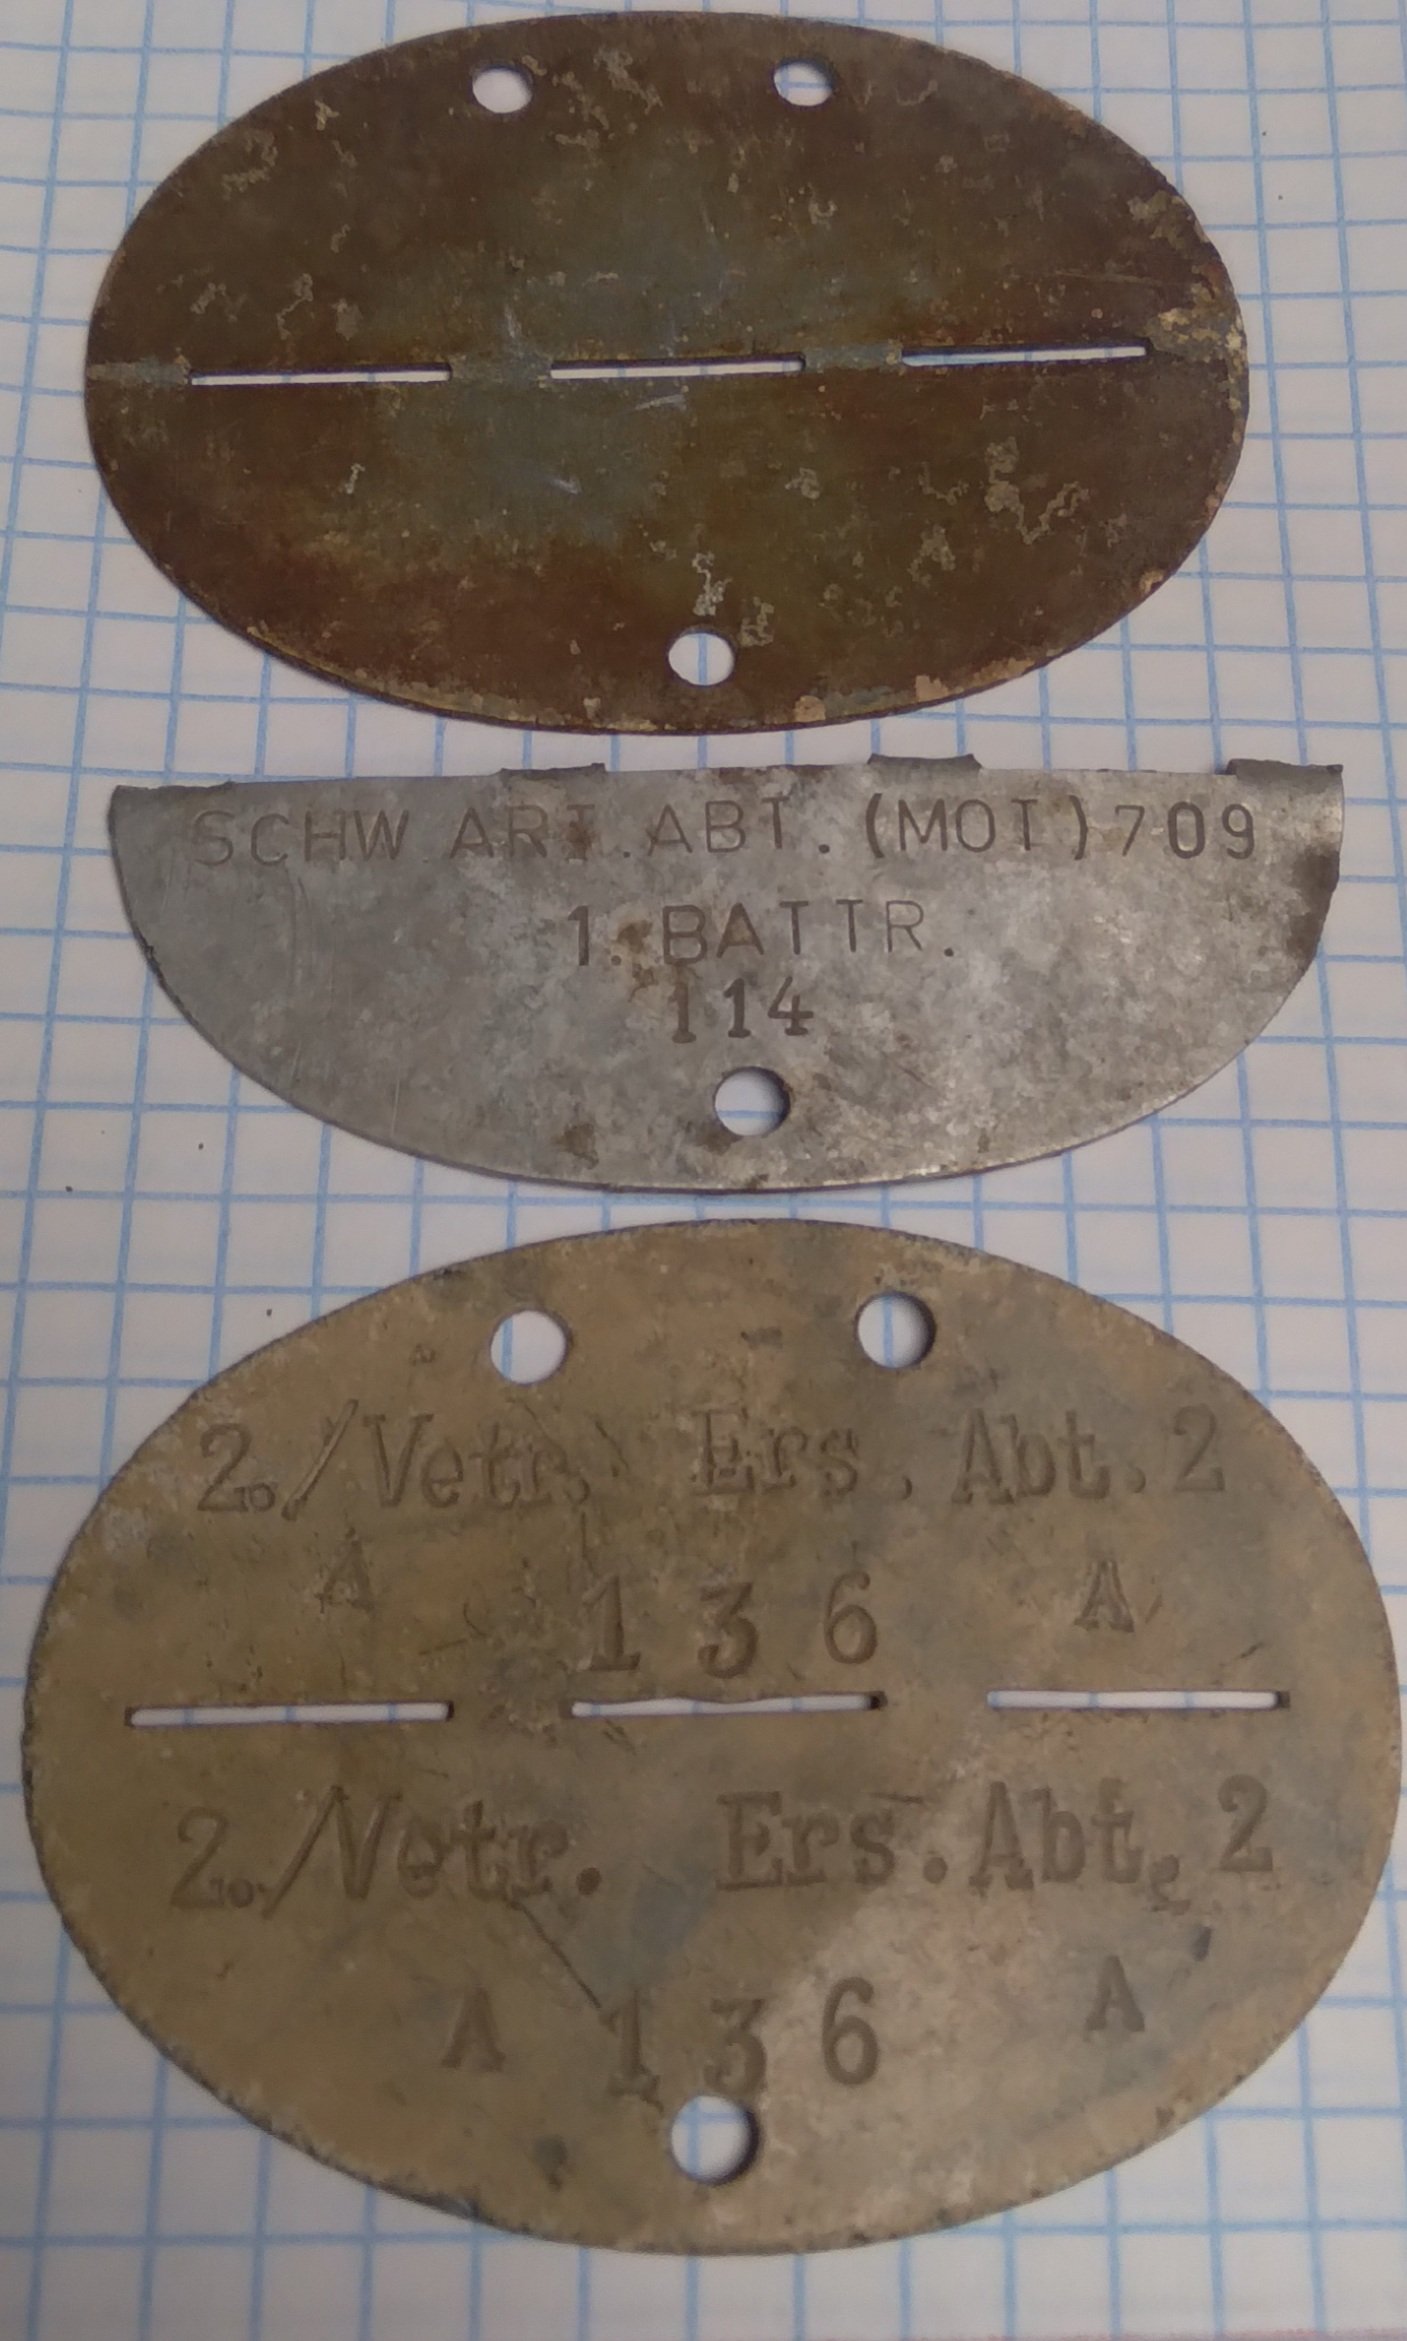 SCHW.ART.ABT.(MOT)709
1. BATTR.
114
2./Vetr. Ers. Abt. 2
A 136 A
2./Vetr. Ers. Abt. 2
A 136 A